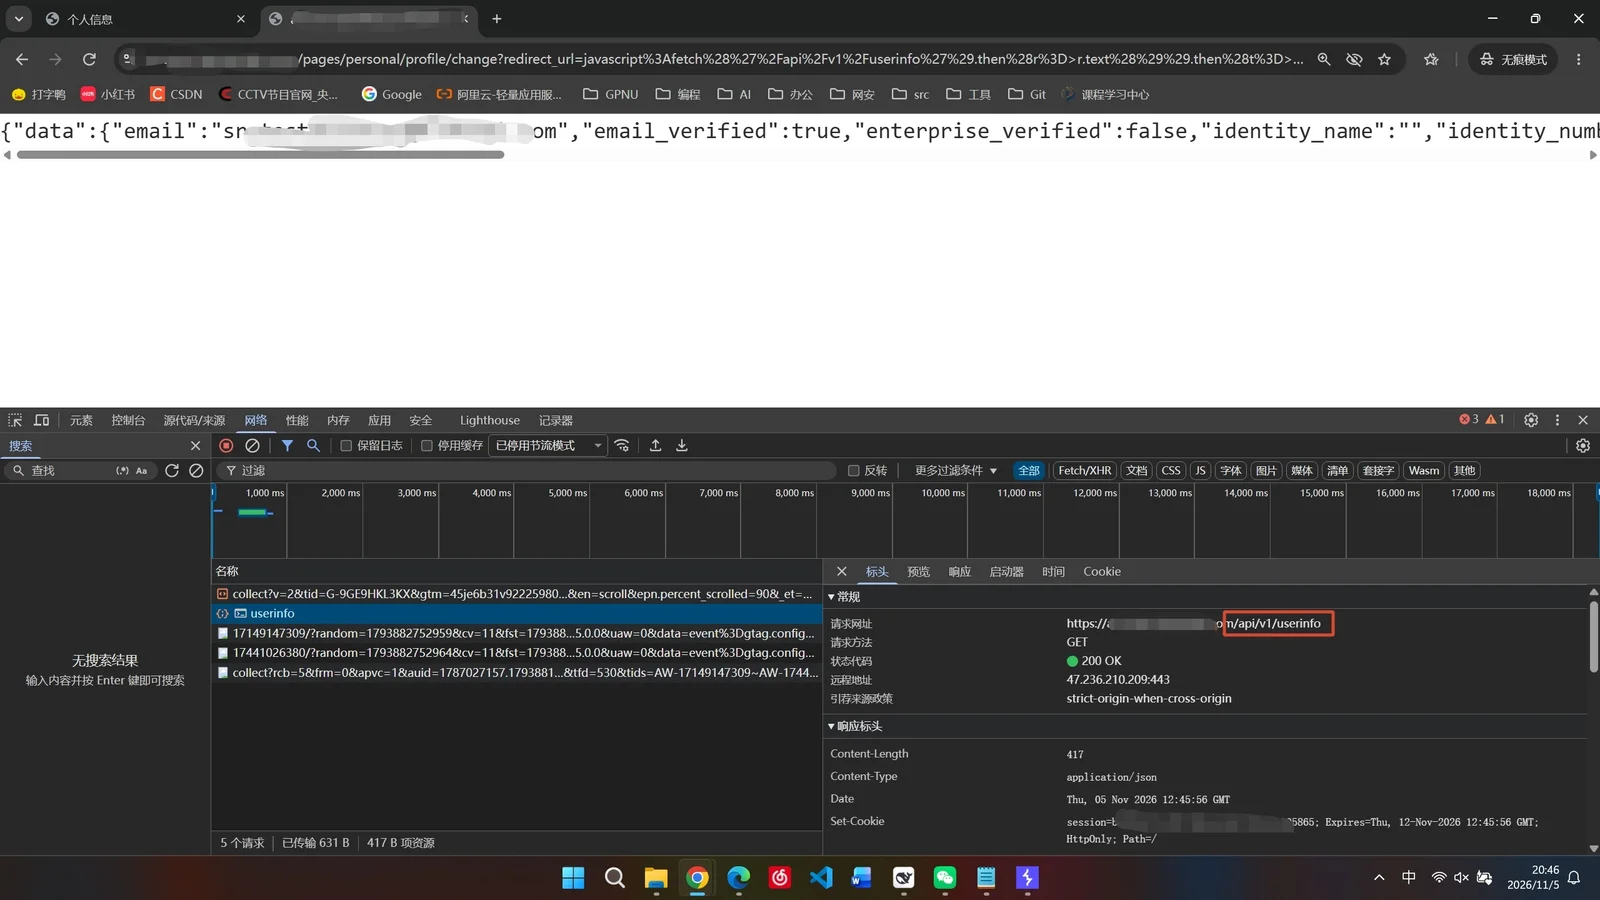 个人信息
/pages/personal/profile/change?redirect_url=javascript%3Afetch%28%27%2Fapi%2Fv1%2Fuserinfo%27%29.then%28r%3D>r.text%28%29%29.then%28t%3D>...
无痕模式
打字鸭 小红书 CSDN CCTV节目官网_央... Google 阿里云-轻量应用服... GPNU 编程 AI 办公 网安 src 工具 Git 课程学习中心
{"data":{"email":"sn om","email_verified":true,"enterprise_verified":false,"identity_name":"","identity_numb
元素 控制台 源代码/来源 网络 性能 内存 应用 安全 Lighthouse 记录器 3 1
搜索
保留日志 停用缓存 已停用节流模式
查找 (.*) Aa
过滤 反转 更多过滤条件 全部 Fetch/XHR 文档 CSS JS 字体 图片 媒体 清单 套接字 Wasm 其他
1,000 ms 2,000 ms 3,000 ms 4,000 ms 5,000 ms 6,000 ms 7,000 ms 8,000 ms 9,000 ms 10,000 ms 11,000 ms 12,000 ms 13,000 ms 14,000 ms 15,000 ms 16,000 ms 17,000 ms 18,000 ms
无搜索结果
输入内容并按 Enter 键即可搜索
名称
collect?v=2&tid=G-9GE9HKL3KX&gtm=45je6b31v92225980...&en=scroll&epn.percent_scrolled=90&_et=...
userinfo
17149147309/?random=1793882752959&cv=11&fst=179388...5.0.0&uaw=0&data=event%3Dgtag.config...
17441026380/?random=1793882752964&cv=11&fst=179388...5.0.0&uaw=0&data=event%3Dgtag.config...
collect?rcb=5&frm=0&apvc=1&auid=1787027157.1793881...&tfd=530&tids=AW-17149147309~AW-1744...
5 个请求 已传输 631 B 417 B 项资源
标头 预览 响应 启动器 时间 Cookie
常规
请求网址 https://a om/api/v1/userinfo
请求方法 GET
状态代码 200 OK
远程地址 47.236.210.209:443
引荐来源政策 strict-origin-when-cross-origin
响应标头
Content-Length 417
Content-Type application/json
Date Thu, 05 Nov 2026 12:45:56 GMT
Set-Cookie session=b 5865; Expires=Thu, 12-Nov-2026 12:45:56 GMT;
HttpOnly; Path=/
中
20:46
2026/11/5